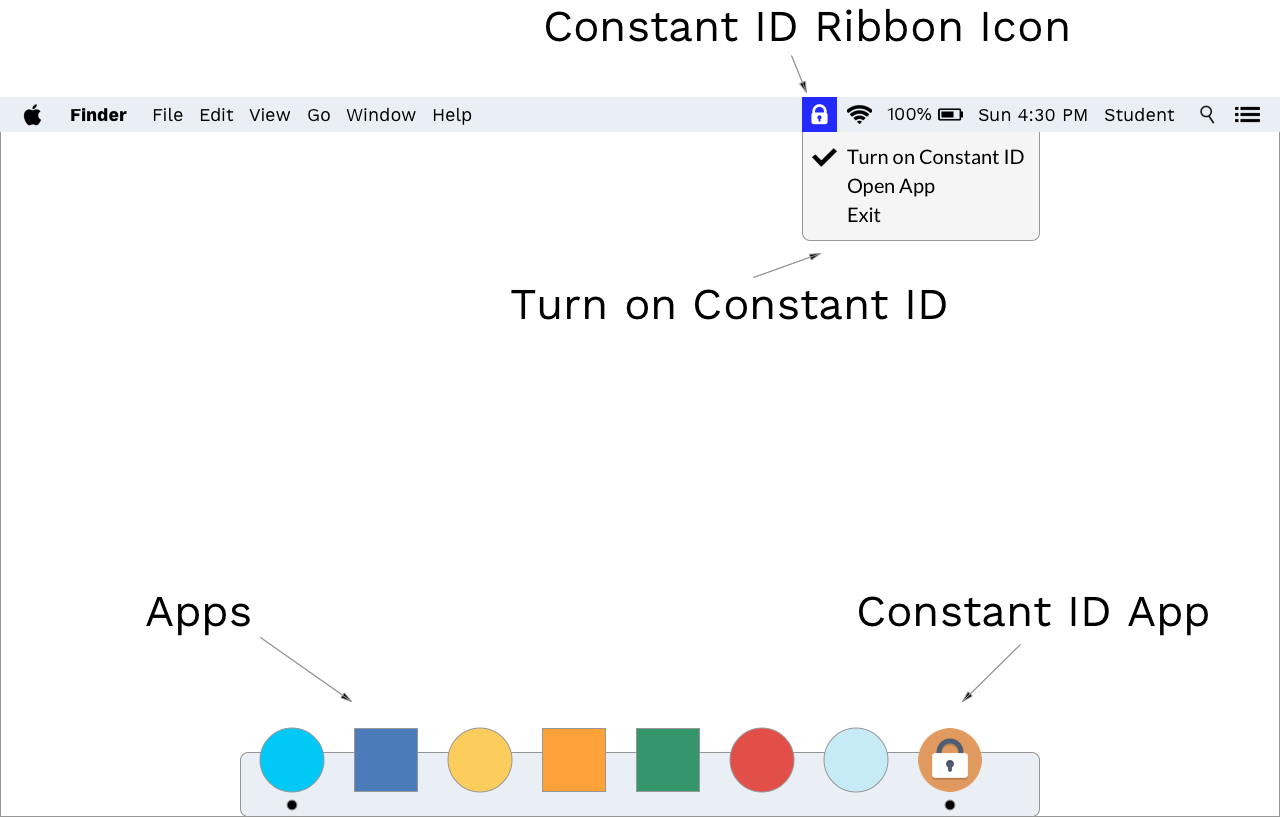 Constant ID Ribbon Icon
Finder File Edit View Go Window Help 100% Sun 4:30 PM Student
Turn on Constant ID
Open App
Exit
Turn on Constant ID
Apps
Constant ID App